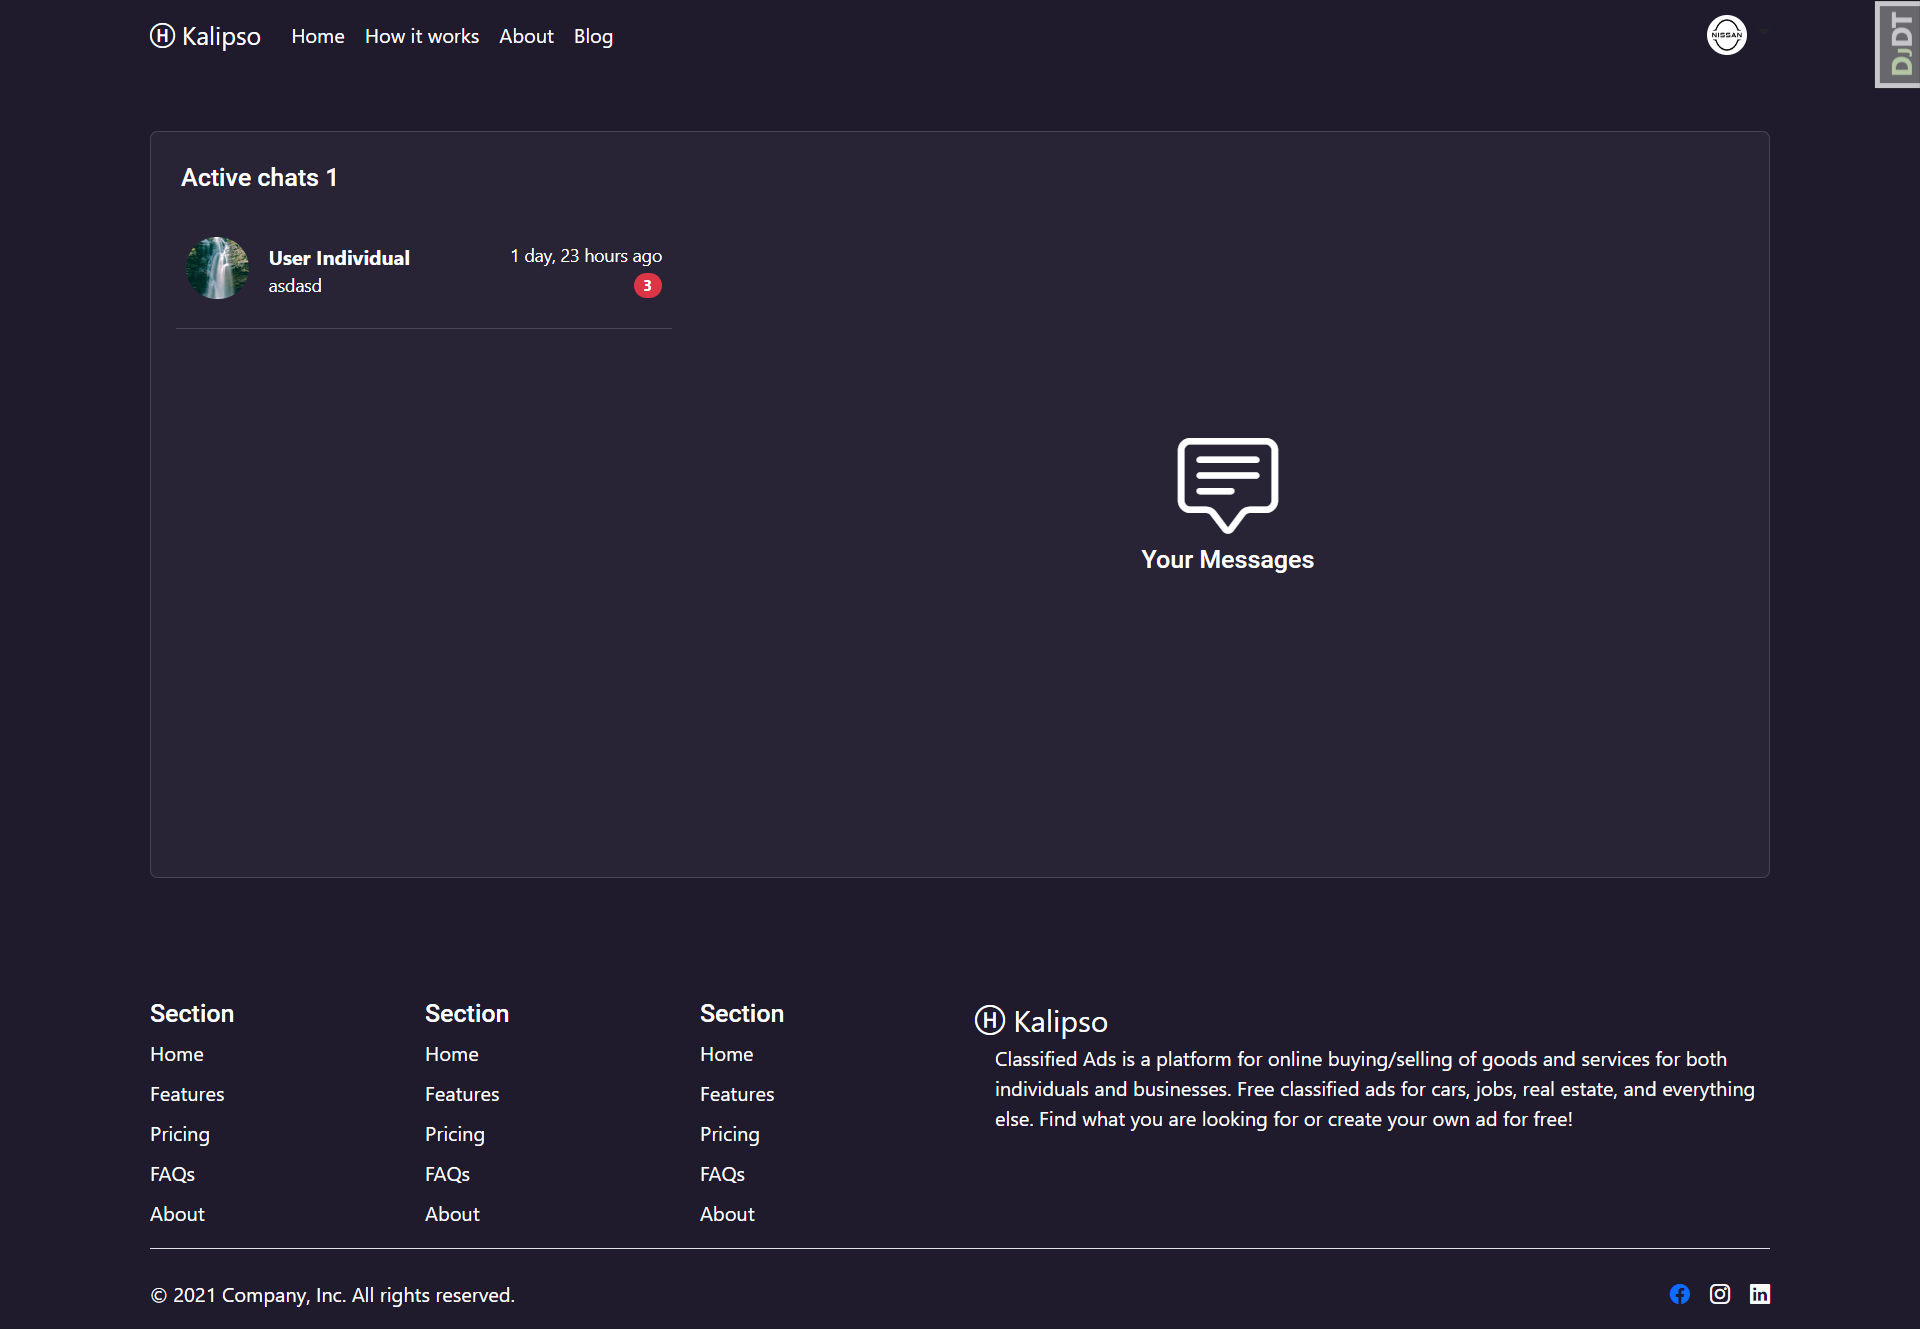 Kalipso Home How it works About Blog
NISSAN
DJDT
Active chats 1
User Individual 1 day, 23 hours ago
asdasd 3
Your Messages
Section Section Section
Home Home Home
Features Features Features
Pricing Pricing Pricing
FAQs FAQs FAQs
About About About
Kalipso
Classified Ads is a platform for online buying/selling of goods and services for both
individuals and businesses. Free classified ads for cars, jobs, real estate, and everything
else. Find what you are looking for or create your own ad for free!
© 2021 Company, Inc. All rights reserved.